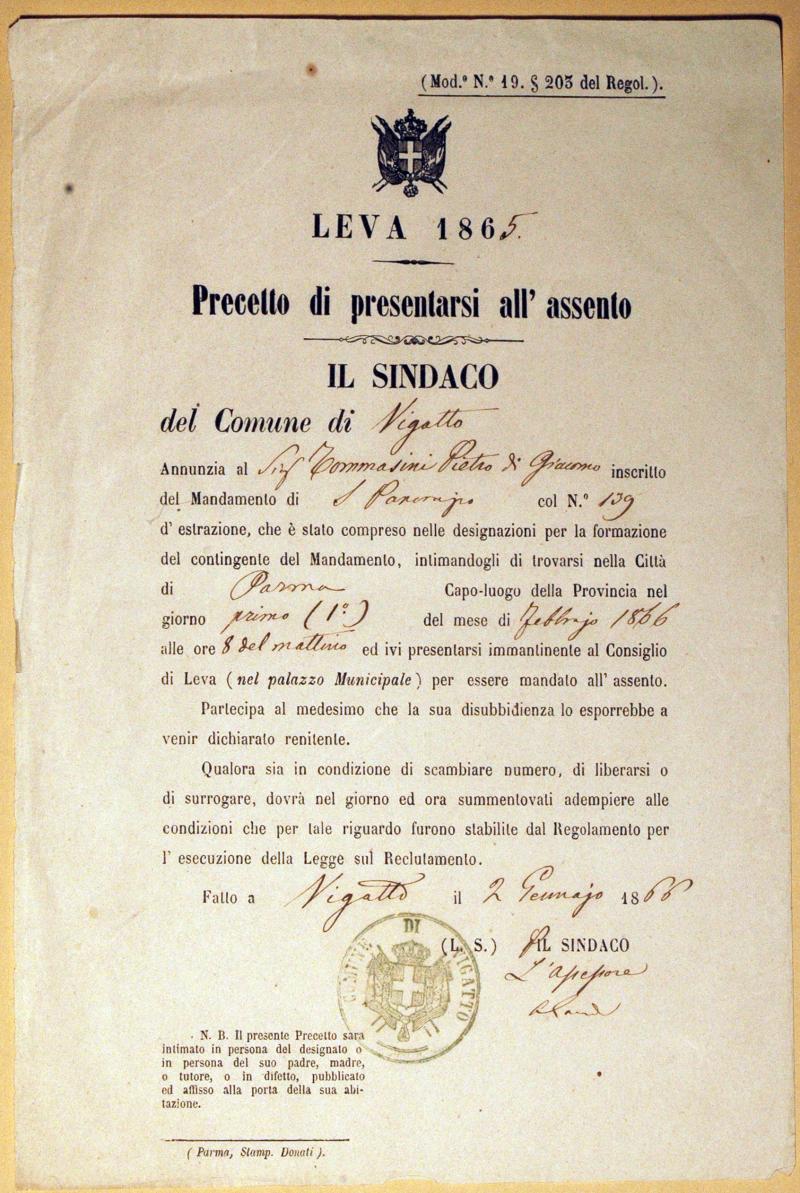 (Mod.º N.º 19. § 203 del Regol.).
LEVA 1865.
Precetto di presentarsi all' assento
IL SINDACO
del Comune di Vigatto
Annunzia al Sig Tommasini Pietro di Giacomo inscritto
del Mandamento di S Pancrazio col N.º 139
d' estrazione, che è stato compreso nelle designazioni per la formazione
del contingente del Mandamento, intimandogli di trovarsi nella Città
di Parma Capo-luogo della Provincia nel
giorno primo (1º) del mese di Febbrajo 1866
alle ore 8 del mattino ed ivi presentarsi immantinente al Consiglio
di Leva (nel palazzo Municipale) per essere mandato all' assento.
Partecipa al medesimo che la sua disubbidienza lo esporrebbe a
venir dichiarato renitente.
Qualora sia in condizione di scambiare numero, di liberarsi o
di surrogare, dovrà nel giorno ed ora summentovati adempiere alle
condizioni che per tale riguardo furono stabilite dal Regolamento per
l' esecuzione della Legge sul Reclutamento.
Fatto a Vigatto il 2 Gennajo 1866
(L. S.) IL SINDACO
L'Assessore
COMUNE DI VIGATTO
N. B. Il presente Precetto sarà
intimato in persona del designato o
in persona del suo padre, madre,
o tutore, o in difetto, pubblicato
ed affisso alla porta della sua abi-
tazione.
(Parma, Stamp. Donati).